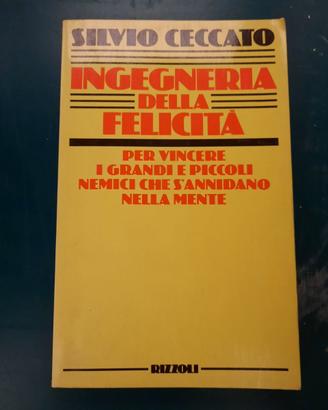 SILVIO CECCATO
INGEGNERIA
DELLA
FELICITÀ
PER VINCERE
I GRANDI E PICCOLI
NEMICI CHE S'ANNIDANO
NELLA MENTE
RIZZOLI